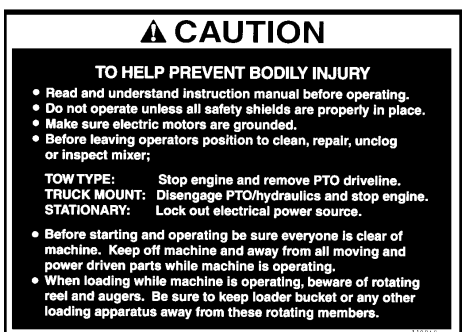 CAUTION
TO HELP PREVENT BODILY INJURY
• Read and understand instruction manual before operating.
• Do not operate unless all safety shields are properly in place.
• Make sure electric motors are grounded.
• Before leaving operators position to clean, repair, unclog
or inspect mixer;
TOW TYPE: Stop engine and remove PTO driveline.
TRUCK MOUNT: Disengage PTO/hydraulics and stop engine.
STATIONARY: Lock out electrical power source.
• Before starting and operating be sure everyone is clear of
machine. Keep off machine and away from all moving and
power driven parts while machine is operating.
• When loading while machine is operating, beware of rotating
reel and augers. Be sure to keep loader bucket or any other
loading apparatus away from these rotating members.